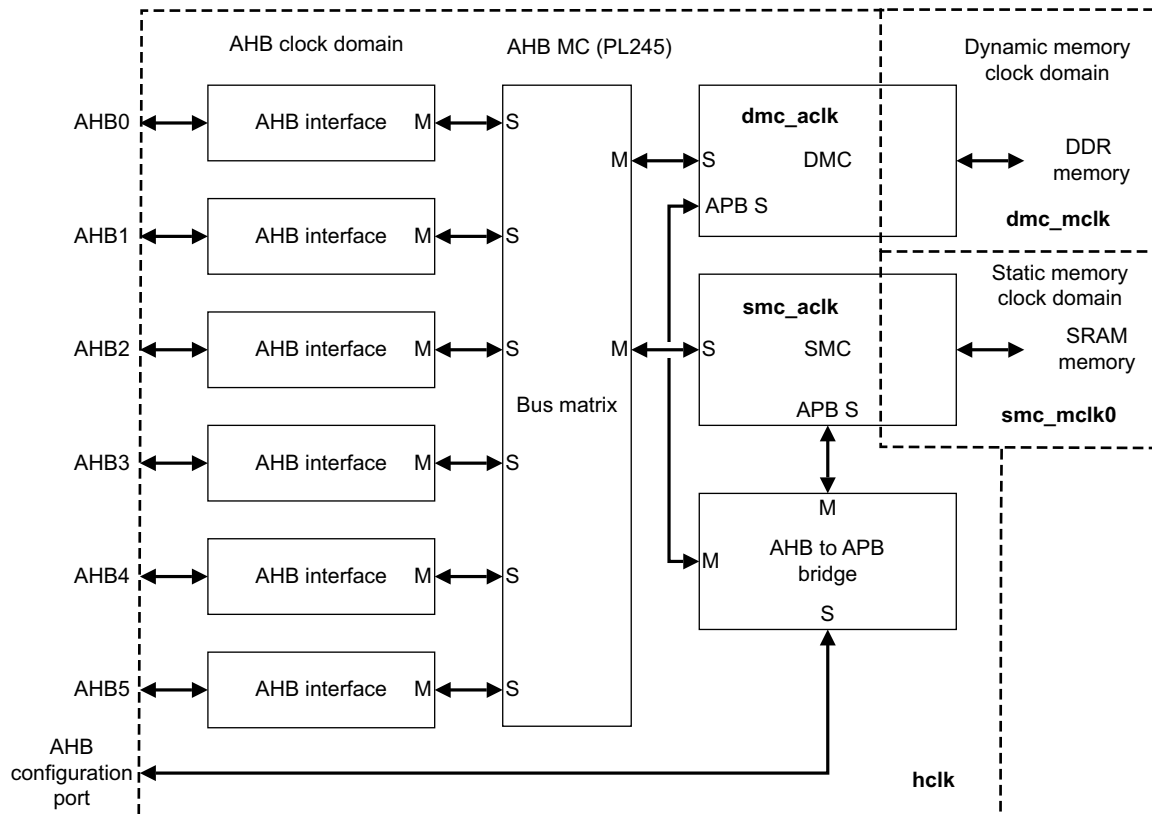 AHB clock domain
AHB MC (PL245)
Dynamic memory
clock domain
AHB0
AHB interface
M
S
M
S
dmc_aclk
DMC
APB S
DDR
memory
dmc_mclk
AHB1
AHB interface
M
S
Static memory
clock domain
AHB2
AHB interface
M
S
M
S
smc_aclk
SMC
APB S
SRAM
memory
smc_mclk0
Bus matrix
AHB3
AHB interface
M
S
AHB4
AHB interface
M
S
M
M
AHB to APB
bridge
S
AHB5
AHB interface
M
S
AHB
configuration
port
hclk